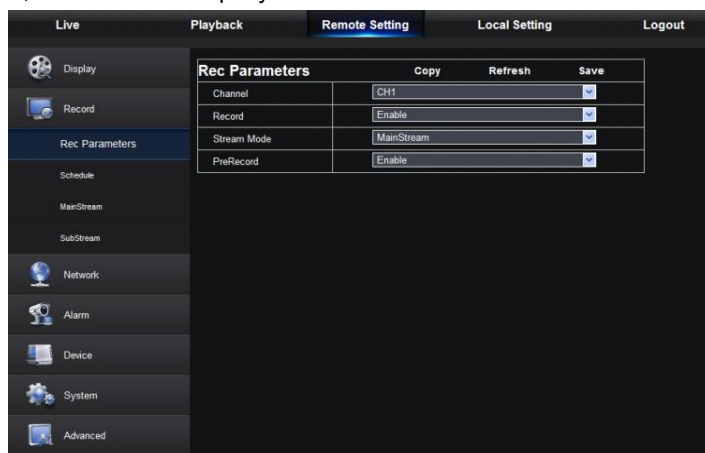 Live Playback Remote Setting Local Setting Logout
Display
Record
Rec Parameters
Schedule
MainStream
SubStream
Network
Alarm
Device
System
Advanced
Rec Parameters Copy Refresh Save
Channel CH1
Record Enable
Stream Mode MainStream
PreRecord Enable